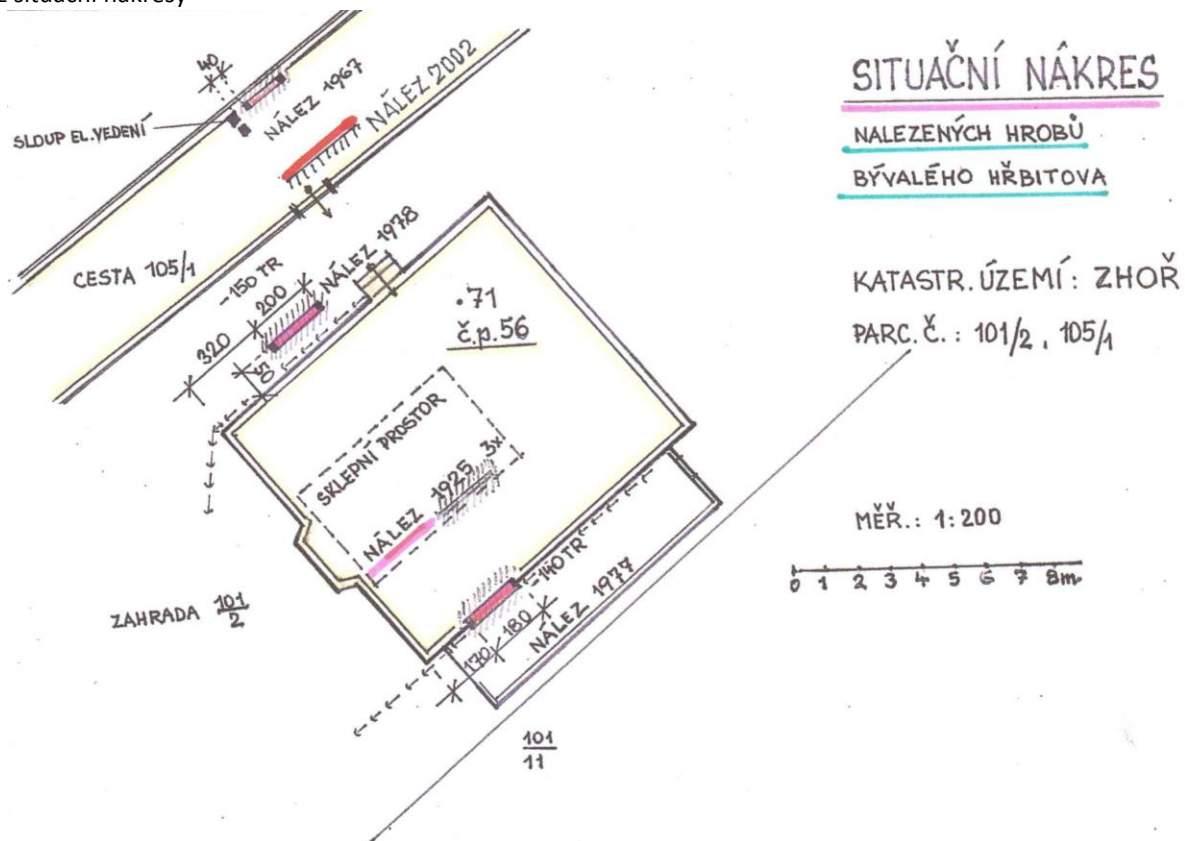 situační nákresy
SITUAČNÍ NÁKRES
NALEZENÝCH HROBŮ
BÝVALÉHO HŘBITOVA
KATASTR. ÚZEMÍ: ZHOŘ
PARC. Č.: 101/2, 105/1
MĚŘ.: 1:200
0 1 2 3 4 5 6 7 8m
40
SLOUP EL. VEDENÍ
NÁLEZ 1967
NÁLEZ 2002
CESTA 105/1
-150 TR
NÁLEZ 1978
320
200
50
.71
č.p. 56
SKLEPNÍ PROSTOR
NÁLEZ 1925 3x
ZAHRADA 101/2
-140 TR
NÁLEZ 1977
170
180
101/11